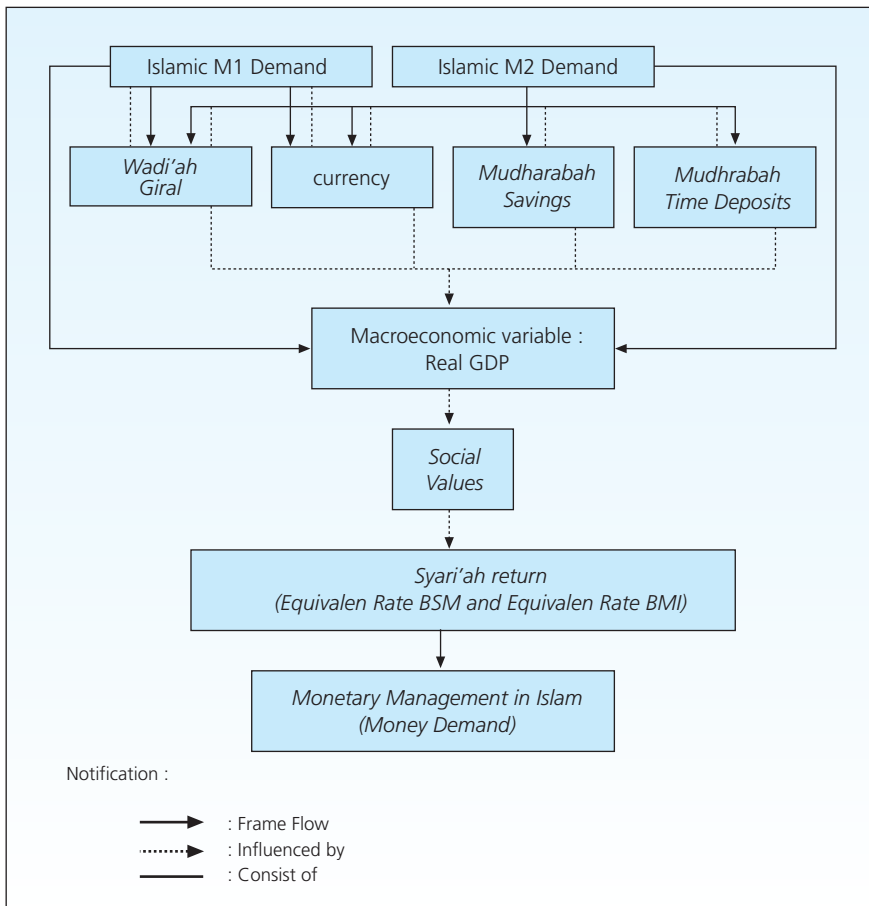 Islamic M1 Demand
Islamic M2 Demand
Wadi’ah
Giral
currency
Mudharabah
Savings
Mudhrabah
Time Deposits
Macroeconomic variable :
Real GDP
Social
Values
Syari’ah return
(Equivalen Rate BSM and Equivalen Rate BMI)
Monetary Management in Islam
(Money Demand)
Notification :
: Frame Flow
: Influenced by
: Consist of